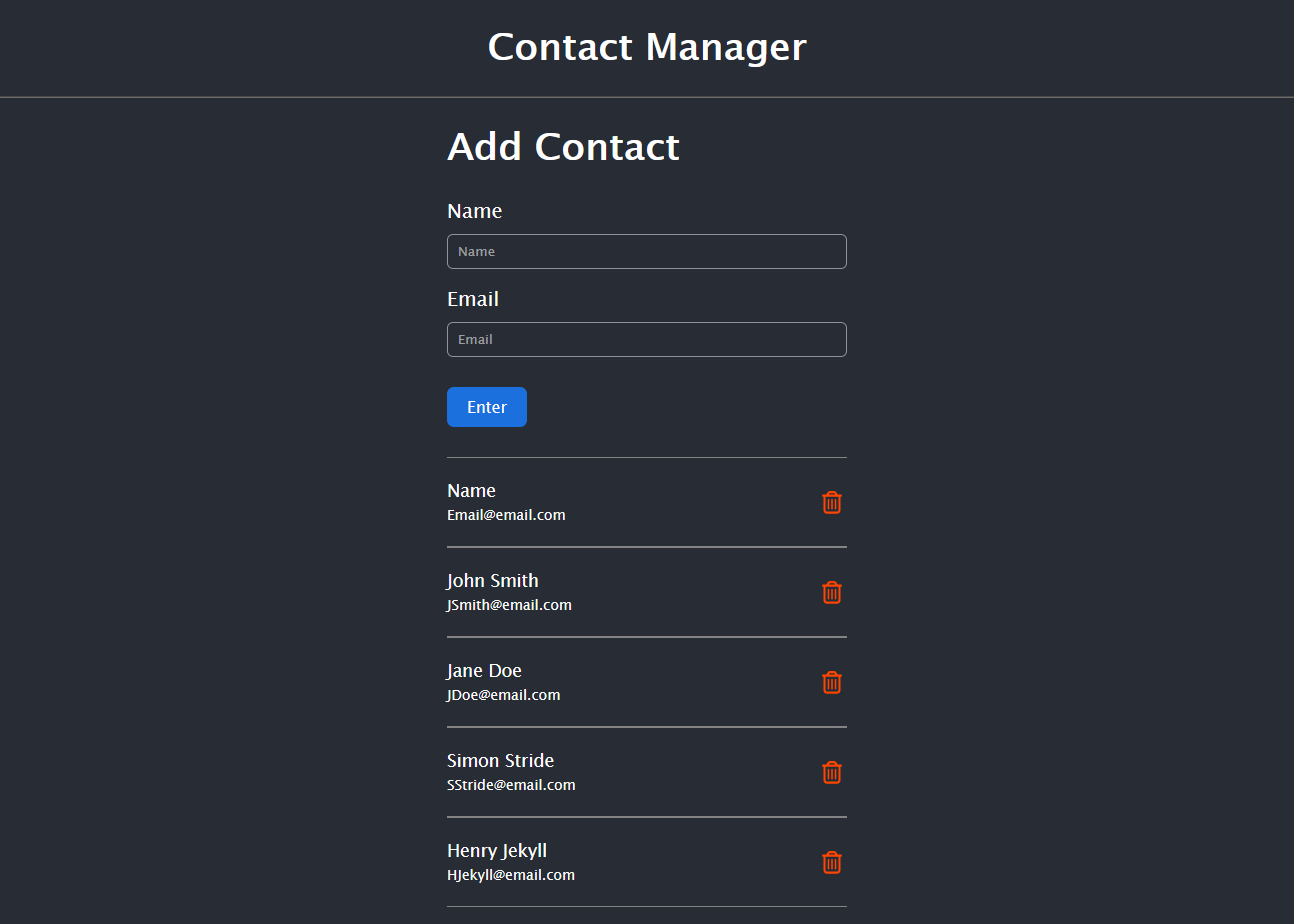 Contact Manager
Add Contact
Name
Name
Email
Email
Enter
Name
Email@email.com
John Smith
JSmith@email.com
Jane Doe
JDoe@email.com
Simon Stride
SStride@email.com
Henry Jekyll
HJekyll@email.com